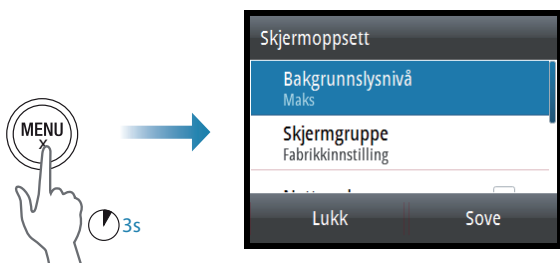 MENU
X
3s
Skjermoppsett
Bakgrunnslysnivå
Maks
Skjermgruppe
Fabrikkinnstilling
Lukk
Sove